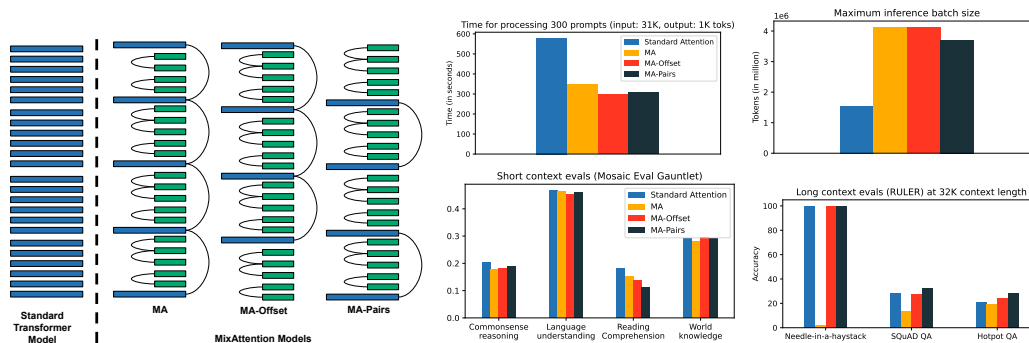 Standard
Transformer
Model
MA
MA-Offset
MA-Pairs
MixAttention Models
Time for processing 300 prompts (input: 31K, output: 1K toks)
Time (in seconds)
600
500
400
300
200
100
0
Standard Attention
MA
MA-Offset
MA-Pairs
Maximum inference batch size
1e6
Tokens (in million)
4
3
2
1
0
Short context evals (Mosaic Eval Gauntlet)
0.4
0.2
0.1
0.0
Standard Attention
MA
MA-Offset
MA-Pairs
Commonsense
reasoning
Language
understanding
Reading
Comprehension
World
knowledge
Long context evals (RULER) at 32K context length
Accuracy
100
80
60
40
20
0
Needle-in-a-haystack
SQuAD QA
Hotpot QA